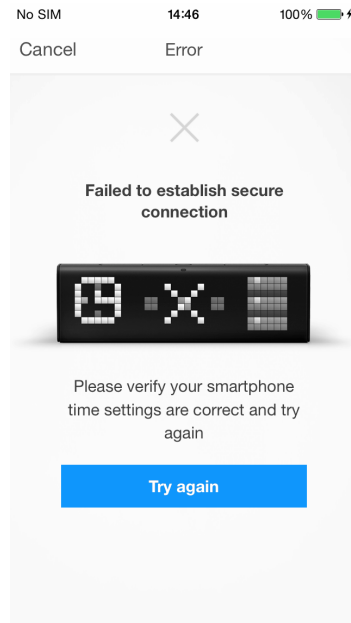 No SIM 14:46 100%
Cancel Error
Failed to establish secure
connection
Please verify your smartphone
time settings are correct and try
again
Try again